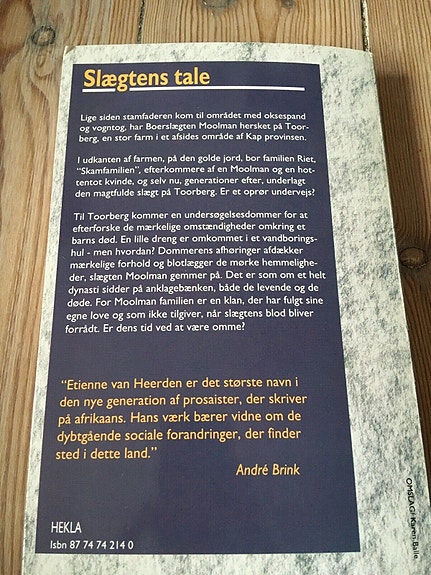 Slægtens tale
Lige siden stamfaderen kom til området med oksespand
og vogntog, har Boerslægten Moolman hersket på Toor-
berg, en stor farm i et afsides område af Kap provinsen.
I udkanten af farmen, på den golde jord, bor familien Riet,
"Skamfamilien", efterkommere af en Moolman og en hot-
tentot kvinde, og selv nu, generationer efter, underlagt
den magtfulde slægt på Toorberg. Er et oprør undervejs?
Til Toorberg kommer en undersøgelsesdommer for at
efterforske de mærkelige omstændigheder omkring et
barns død. En lille dreng er omkommet i et vandborings-
hul - men hvordan? Dommerens afhøringer afdækker
mærkelige forhold og blotlægger de mørke hemmelighe-
der, slægten Moolman gemmer på. Det er som om et helt
dynasti sidder på anklagebænken, både de levende og de
døde. For Moolman familien er en klan, der har fulgt sine
egne love og som ikke tilgiver, når slægtens blod bliver
forrådt. Er dens tid ved at være omme?
"Etienne van Heerden er det største navn i
den nye generation af prosaister, der skriver
på afrikaans. Hans værk bærer vidne om de
dybtgående sociale forandringer, der finder
sted i dette land."
André Brink
HEKLA
Isbn 87 74 74 214 0
OMSLAG: Karen Balle